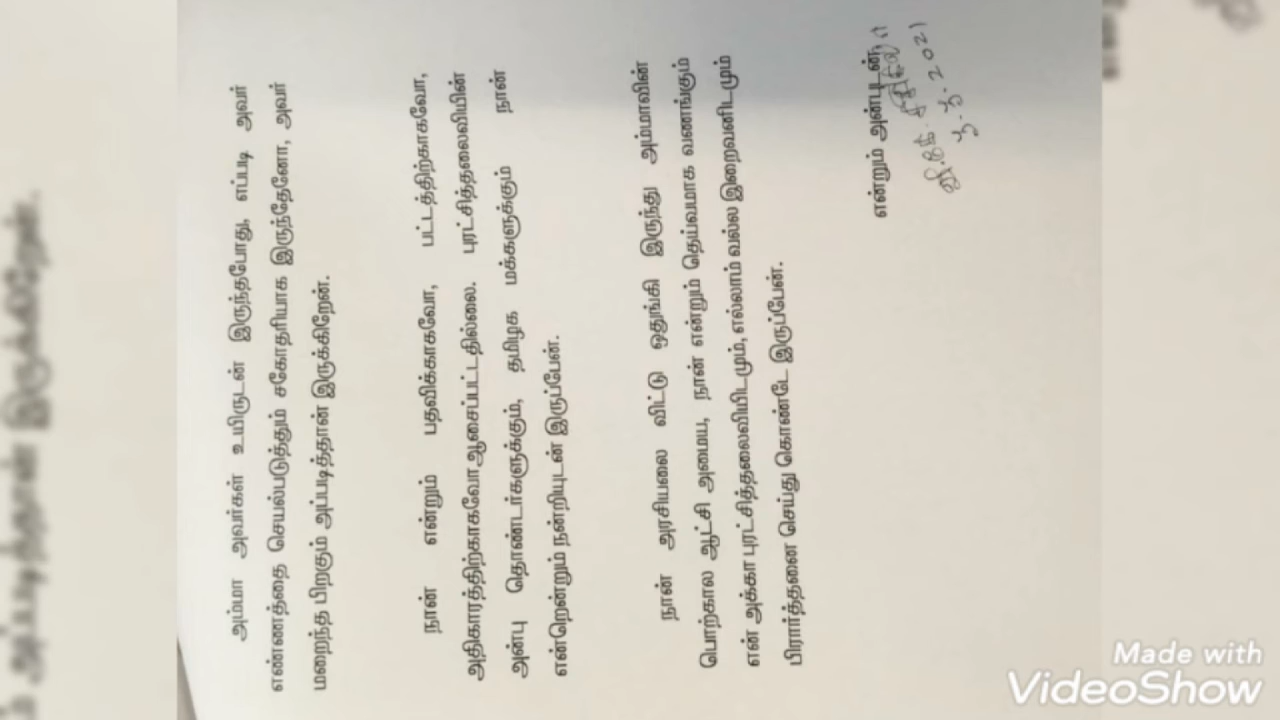 அம்மா அவர்கள் உயிருடன் இருந்தபோது, எப்படி அவர்
எண்ணத்தை செயல்படுத்தும் சகோதரியாக இருந்தேனோ, அவர்
மறைந்த பிறகும் அப்படித்தான் இருக்கிறேன்.
நான் என்றும் பதவிக்காகவோ, பட்டத்திற்காகவோ,
அதிகாரத்திற்காகவோ ஆசைப்பட்டதில்லை. புரட்சித்தலைவியின்
அன்பு தொண்டர்களுக்கும், தமிழக மக்களுக்கும் நான்
என்றென்றும் நன்றியுடன் இருப்பேன்.
நான் அரசியலை விட்டு ஒதுங்கி இருந்து அம்மாவின்
பொற்கால ஆட்சி அமைய, நான் என்றும் தெய்வமாக வணங்கும்
என் அக்கா புரட்சித்தலைவியிடமும், எல்லாம் வல்ல இறைவனிடமும்
பிரார்த்தனை செய்து கொண்டே இருப்பேன்.
என்றும் அன்புடன்
வி.கே.சசிகலா
3.3.2021
Made with
VideoShow